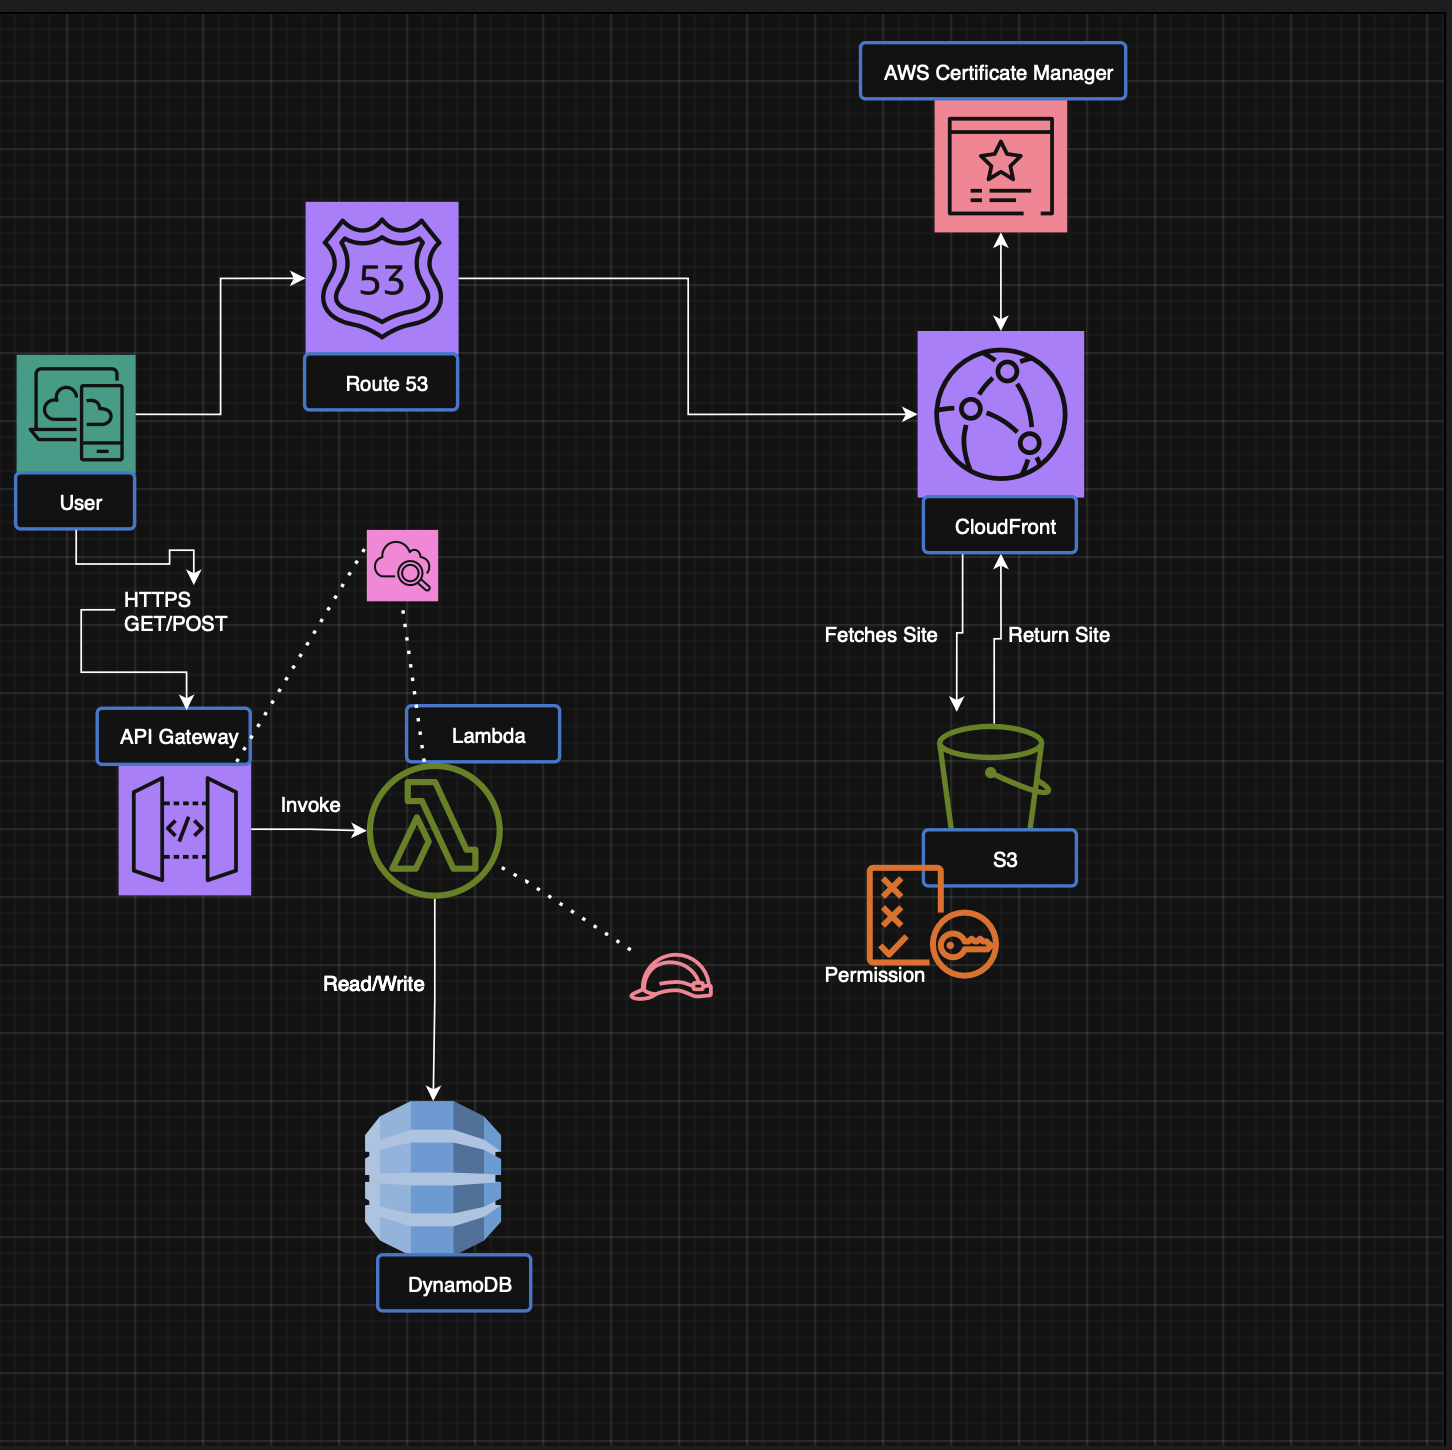 AWS Certificate Manager
53
Route 53
User
CloudFront
HTTPS
GET/POST
Fetches Site
Return Site
API Gateway
Lambda
Invoke
</>
S3
Permission
Read/Write
DynamoDB